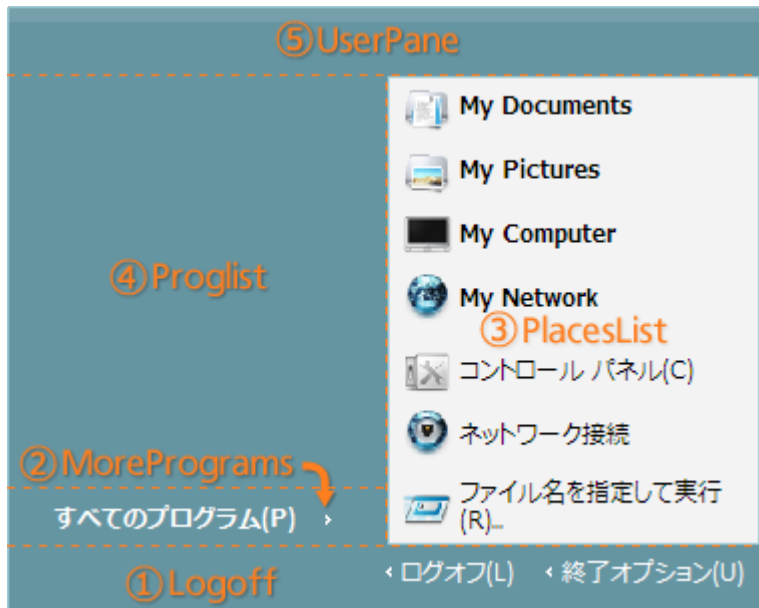 ⑤UserPane
My Documents
My Pictures
My Computer
④Proglist
My Network
③PlacesList
コントロール パネル(C)
ネットワーク接続
②MorePrograms
ファイル名を指定して実行
(R)...
すべてのプログラム(P)
①Logoff
ログオフ(L)
終了オプション(U)